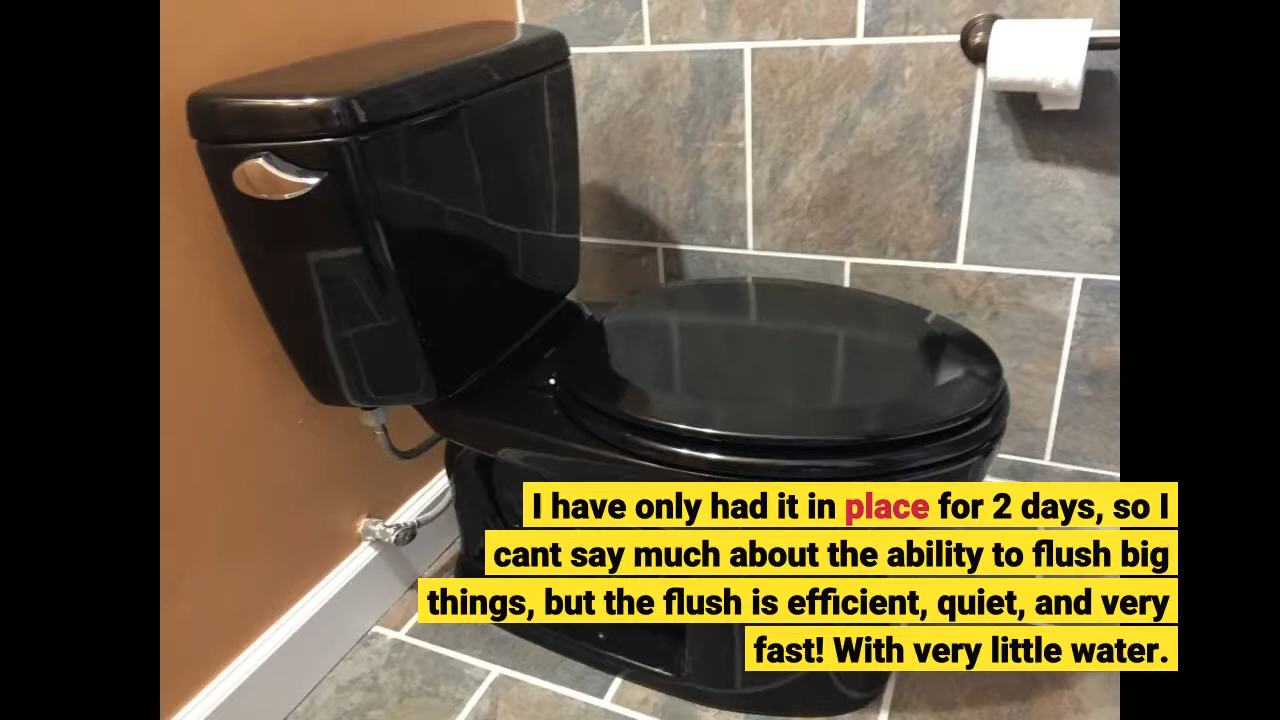 I have only had it in place for 2 days, so I
cant say much about the ability to flush big
things, but the flush is efficient, quiet, and very
fast! With very little water.